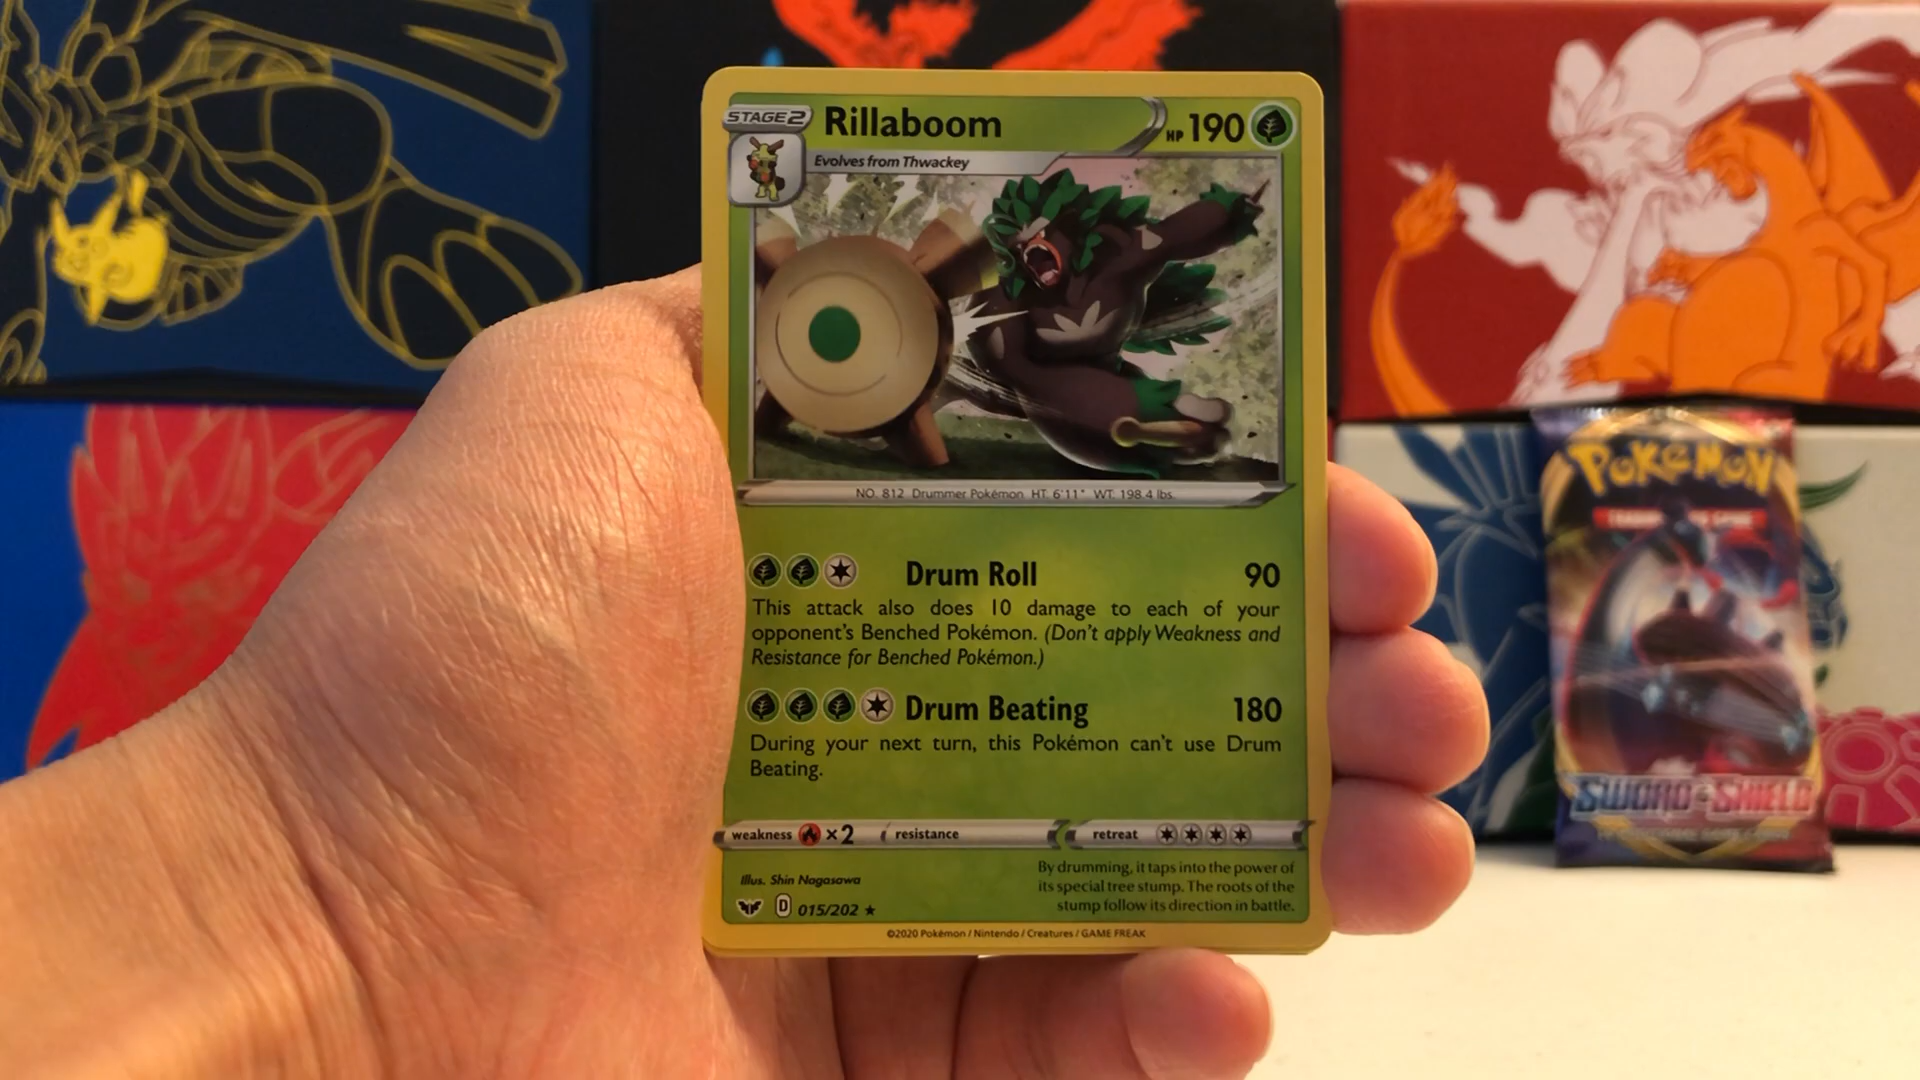 STAGE 2
Rillaboom
HP 190
Evolves from Thwackey
NO. 812 Drummer Pokémon HT. 6'11" WT. 198.4 lbs.
Drum Roll 90
This attack also does 10 damage to each of your
opponent's Benched Pokémon. (Don't apply Weakness and
Resistance for Benched Pokémon.)
Drum Beating 180
During your next turn, this Pokémon can't use Drum
Beating.
weakness ×2 resistance retreat
By drumming, it taps into the power of
its special tree stump. The roots of the
stump follow its direction in battle.
Illus. Shin Nagasawa
D 015/202 ★
©2020 Pokémon / Nintendo / Creatures / GAME FREAK
POKéMON
SWORD & SHIELD